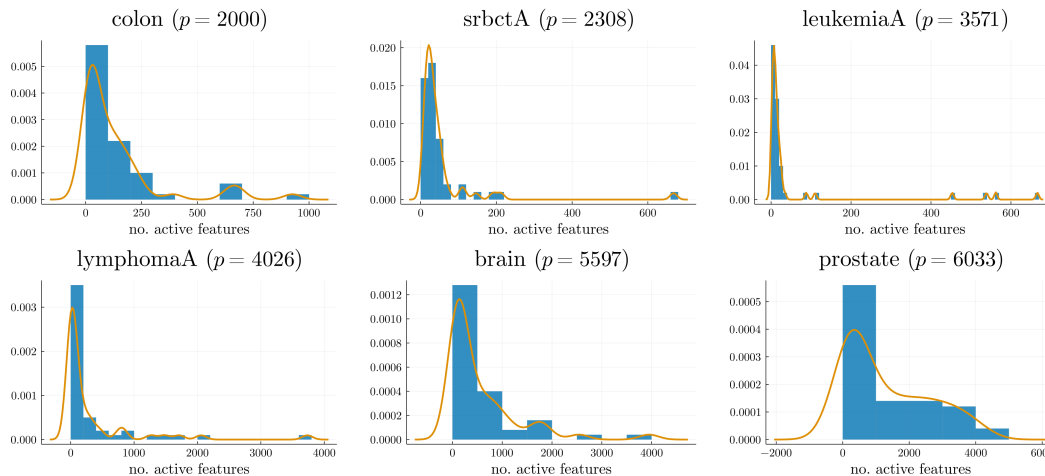 colon (p = 2000)
0.005
0.004
0.003
0.002
0.001
0.000
0 250 500 750 1000
no. active features
srbctA (p = 2308)
0.020
0.015
0.010
0.005
0.000
0 200 400 600
no. active features
leukemiaA (p = 3571)
0.04
0.03
0.02
0.01
0.00
0 200 400 600
no. active features
lymphomaA (p = 4026)
0.003
0.002
0.001
0.000
0 1000 2000 3000 4000
no. active features
brain (p = 5597)
0.0012
0.0010
0.0008
0.0006
0.0004
0.0002
0.0000
0 1000 2000 3000 4000
no. active features
prostate (p = 6033)
0.0005
0.0004
0.0003
0.0002
0.0001
0.0000
−2000 0 2000 4000
no. active features